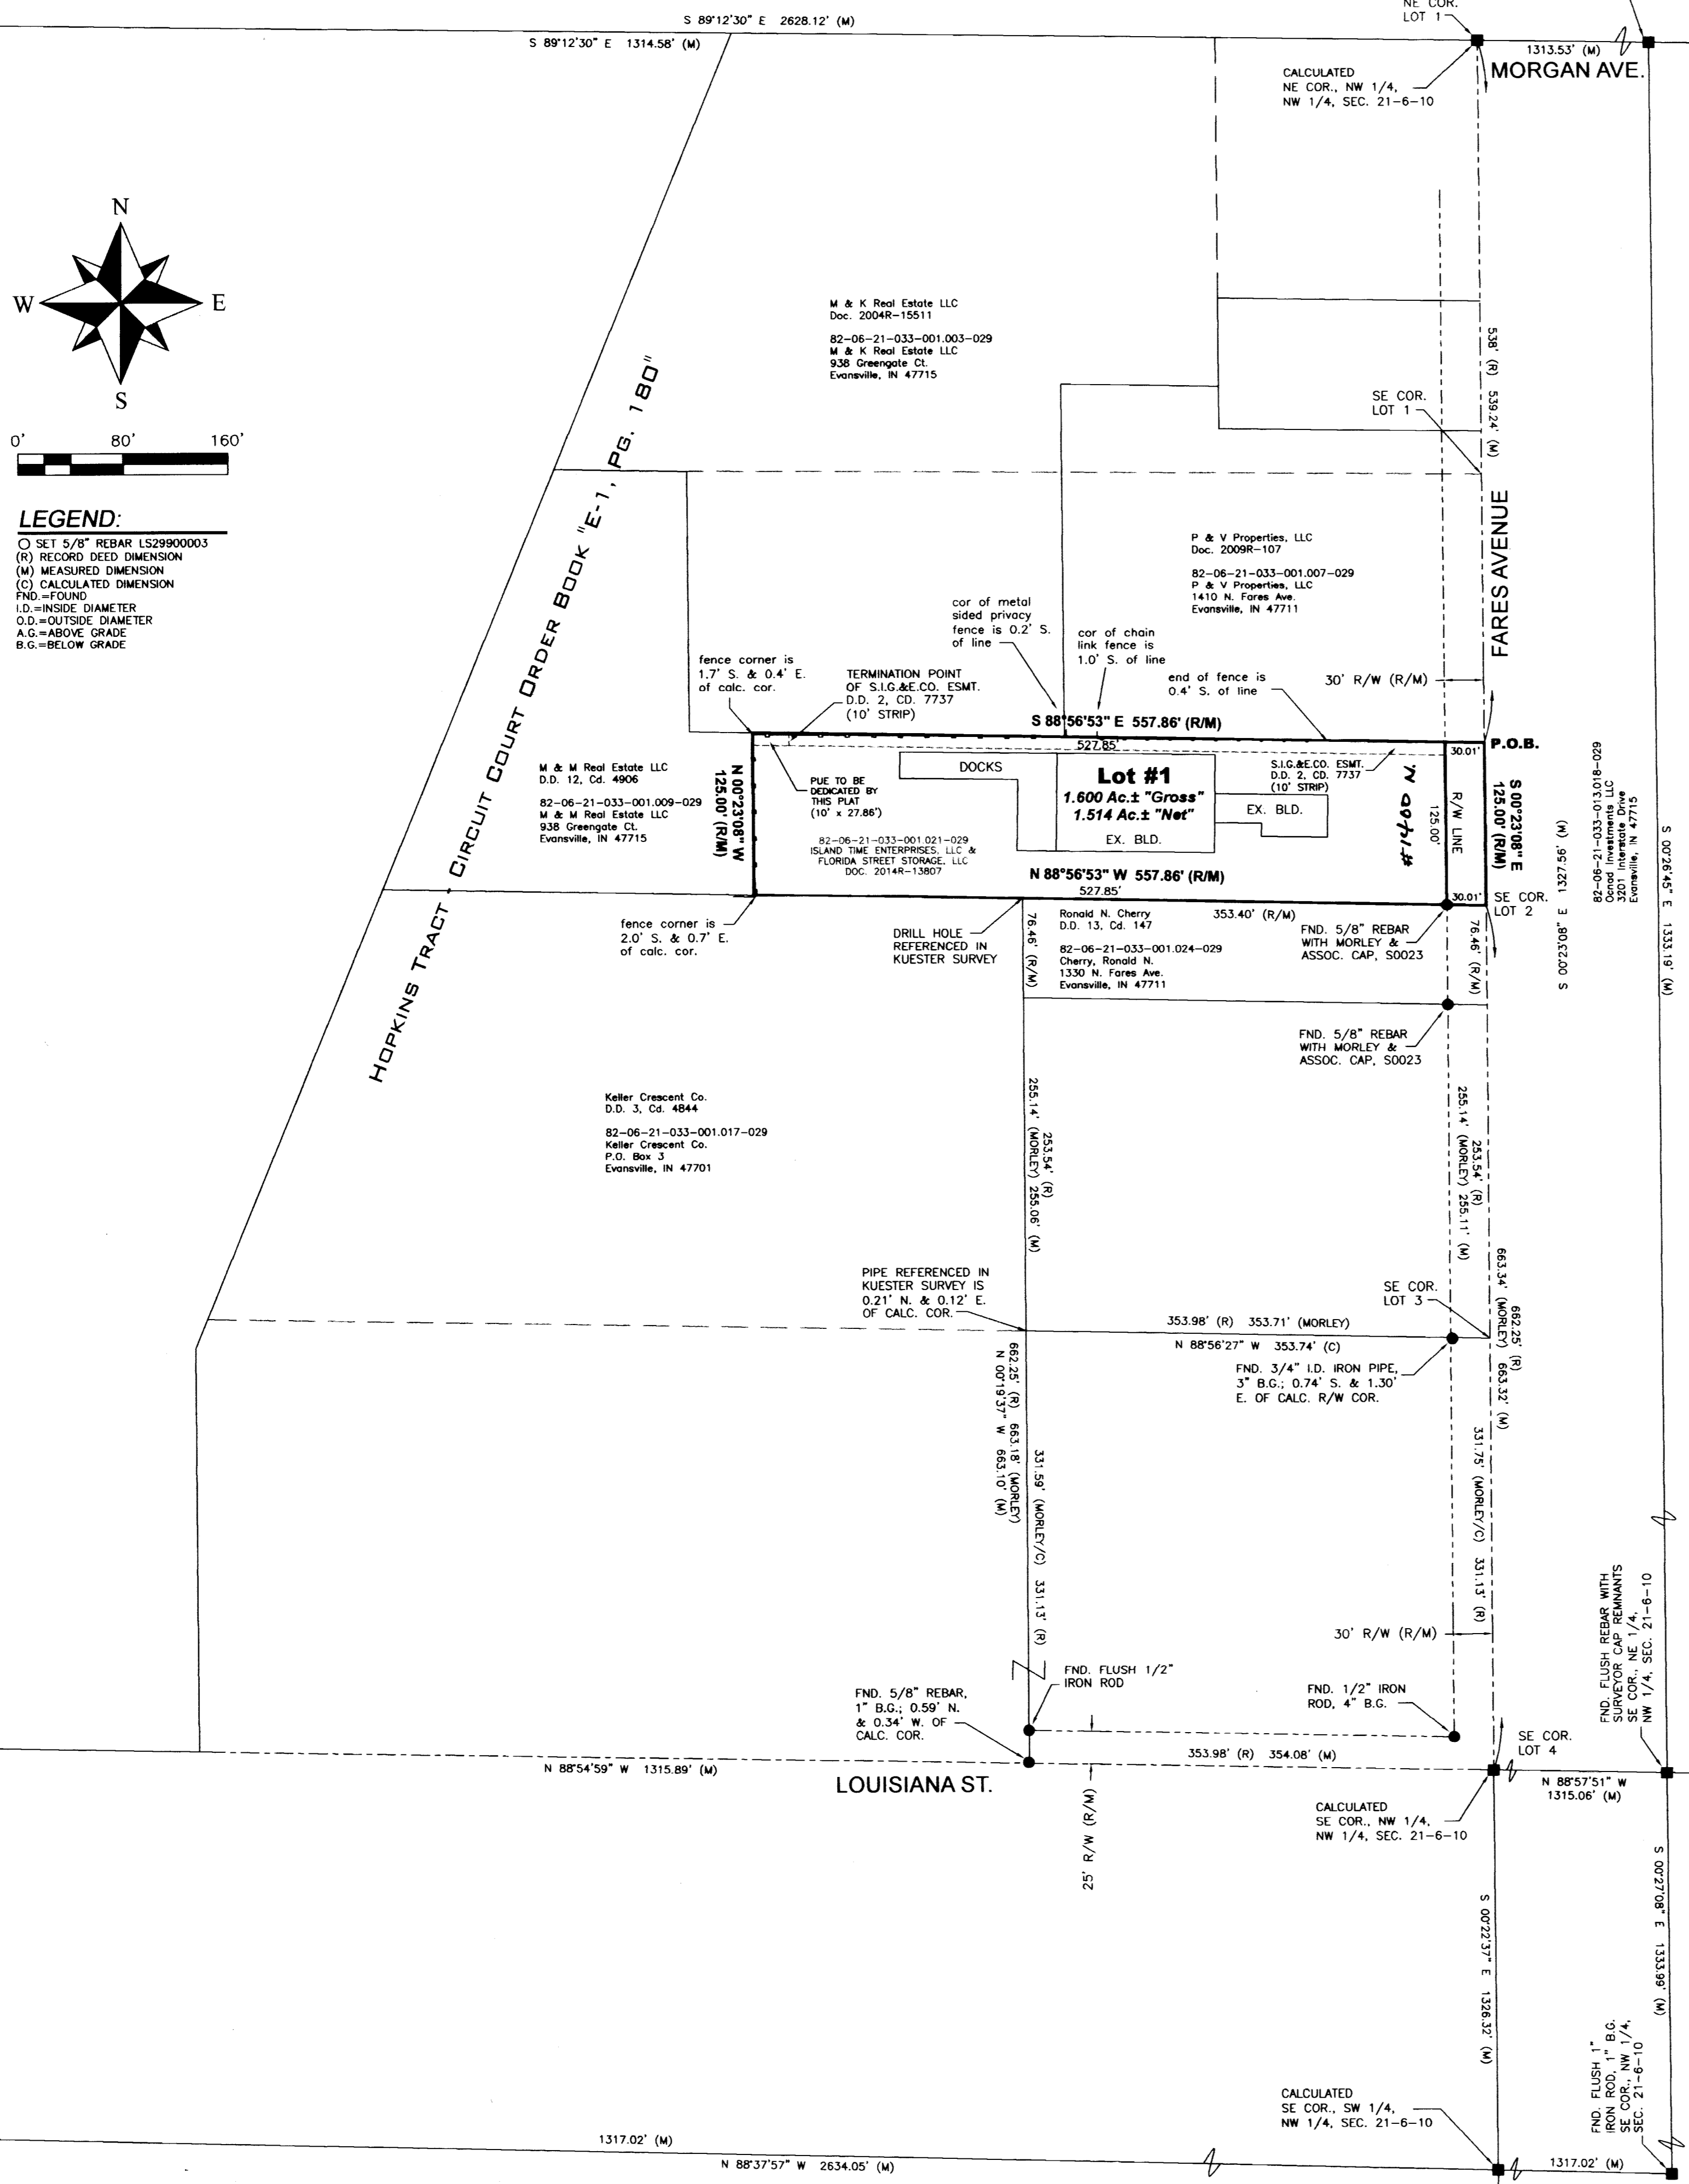 S 89°12'30" E 2628.12' (M)
S 89°12'30" E 1314.58' (M)
NE COR.
LOT 1
1313.53' (M)
MORGAN AVE.
CALCULATED
NE COR., NW 1/4,
NW 1/4, SEC. 21-6-10
N
W E
S
0' 80' 160'
LEGEND:
O SET 5/8" REBAR LS29900003
(R) RECORD DEED DIMENSION
(M) MEASURED DIMENSION
(C) CALCULATED DIMENSION
FND.=FOUND
I.D.=INSIDE DIAMETER
O.D.=OUTSIDE DIAMETER
A.G.=ABOVE GRADE
B.G.=BELOW GRADE
HOPKINS TRACT - CIRCUIT COURT ORDER BOOK "E-1, PG. 180"
M & K Real Estate LLC
Doc. 2004R-15511
82-06-21-033-001.003-029
M & K Real Estate LLC
938 Greengate Ct.
Evansville, IN 47715
538' (R) 539.24' (M)
SE COR.
LOT 1
FARES AVENUE
P & V Properties, LLC
Doc. 2009R-107
82-06-21-033-001.007-029
P & V Properties, LLC
1410 N. Fares Ave.
Evansville, IN 47711
cor of metal
sided privacy
fence is 0.2' S.
of line
cor of chain
link fence is
1.0' S. of line
fence corner is
1.7' S. & 0.4' E.
of calc. cor.
TERMINATION POINT
OF S.I.G.&E.CO. ESMT.
D.D. 2, CD. 7737
(10' STRIP)
end of fence is
0.4' S. of line
30' R/W (R/M)
S 88°56'53" E 557.86' (R/M)
527.85'
30.01'
P.O.B.
M & M Real Estate LLC
D.D. 12, Cd. 4906
82-06-21-033-001.009-029
M & M Real Estate LLC
938 Greengate Ct.
Evansville, IN 47715
N 00°23'08" W
125.00' (R/M)
PUE TO BE
DEDICATED BY
THIS PLAT
(10' x 27.86')
DOCKS
Lot #1
1.600 Ac.± "Gross"
1.514 Ac.± "Net"
EX. BLD.
S.I.G.&E.CO. ESMT.
D.D. 2, CD. 7737
(10' STRIP)
EX. BLD.
#1400 N.
125.00'
R/W LINE
S 00°23'08" E
125.00' (R/M)
82-06-21-033-001.021-029
ISLAND TIME ENTERPRISES, LLC &
FLORIDA STREET STORAGE, LLC
DOC. 2014R-13807
N 88°56'53" W 557.86' (R/M)
527.85'
30.01'
SE COR.
LOT 2
S 00°23'08" E 1327.56' (M)
82-06-21-033-013.018-029
Investments LLC
3201 Interstate Drive
Evansville, IN 47715
S 00°26'45" E 1333.19' (M)
fence corner is
2.0' S. & 0.7' E.
of calc. cor.
DRILL HOLE
REFERENCED IN
KUESTER SURVEY
76.46' (R/M)
Ronald N. Cherry
D.D. 13, Cd. 147
82-06-21-033-001.024-029
Cherry, Ronald N.
1330 N. Fares Ave.
Evansville, IN 47711
353.40' (R/M)
FND. 5/8" REBAR
WITH MORLEY &
ASSOC. CAP, S0023
76.46' (R/M)
FND. 5/8" REBAR
WITH MORLEY &
ASSOC. CAP, S0023
Keller Crescent Co.
D.D. 3, Cd. 4844
82-06-21-033-001.017-029
Keller Crescent Co.
P.O. Box 3
Evansville, IN 47701
253.54' (R)
255.14' (MORLEY) 255.06' (M)
253.54' (R)
255.14' (MORLEY) 255.11' (M)
PIPE REFERENCED IN
KUESTER SURVEY IS
0.21' N. & 0.12' E.
OF CALC. COR.
SE COR.
LOT 3
353.98' (R) 353.71' (MORLEY)
N 88°56'27" W 353.74' (C)
FND. 3/4" I.D. IRON PIPE,
3" B.G.; 0.74' S. & 1.30'
E. OF CALC. R/W COR.
662.25' (R)
663.34' (MORLEY) 663.32' (M)
662.25' (R) 663.18' (MORLEY)
N 00°19'37" W 663.10' (M)
331.59' (MORLEY/C) 331.13' (R)
331.75' (MORLEY/C) 331.13' (R)
30' R/W (R/M)
FND. FLUSH 1/2"
IRON ROD
FND. 5/8" REBAR,
1" B.G.; 0.59' N.
& 0.34' W. OF
CALC. COR.
FND. 1/2" IRON
ROD, 4" B.G.
FND. FLUSH REBAR WITH
SURVEYOR CAP REMNANTS
SE COR., NE 1/4,
NW 1/4, SEC. 21-6-10
SE COR.
LOT 4
353.98' (R) 354.08' (M)
N 88°54'59" W 1315.89' (M)
LOUISIANA ST.
25' R/W (R/M)
N 88°57'51" W
1315.06' (M)
CALCULATED
SE COR., NW 1/4,
NW 1/4, SEC. 21-6-10
S 00°22'37" E 1326.32' (M)
S 00°27'08" E 1333.99' (M)
FND. FLUSH 1"
IRON ROD, 1" B.G.
SE COR., NW 1/4,
SEC. 21-6-10
CALCULATED
SE COR., SW 1/4,
NW 1/4, SEC. 21-6-10
1317.02' (M)
N 88°37'57" W 2634.05' (M)
1317.02' (M)